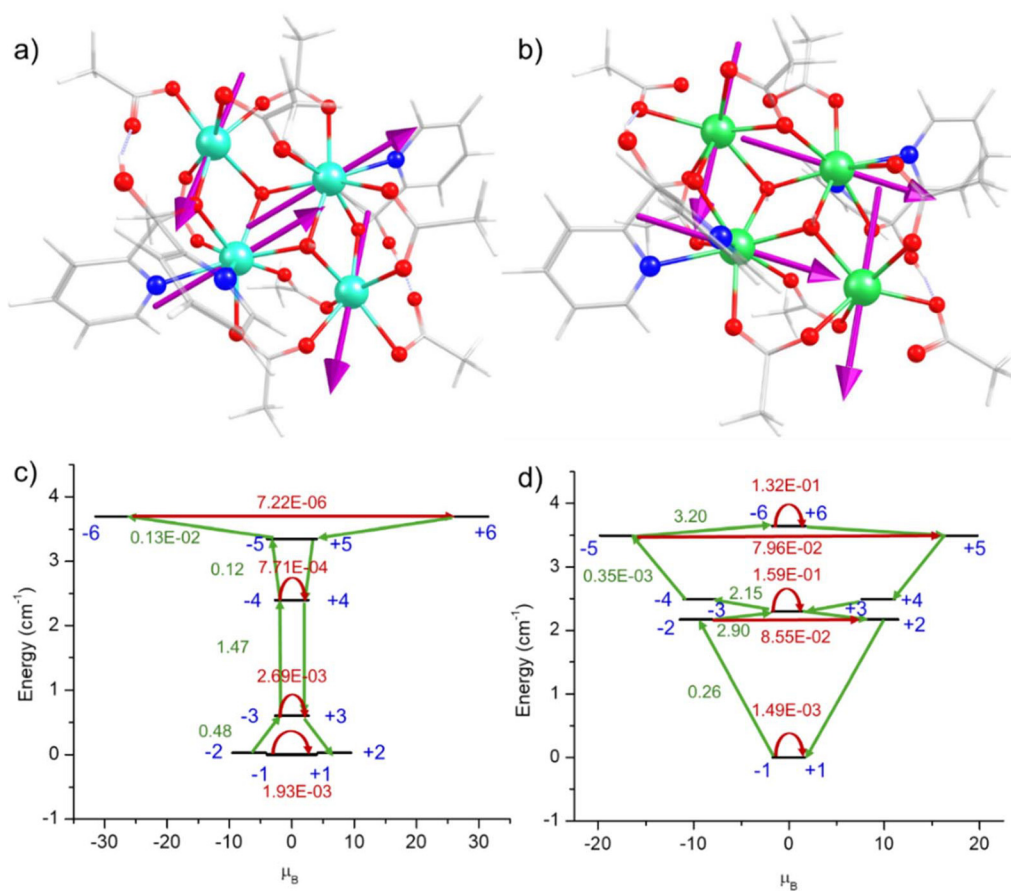 a)
b)
c)
d)
4
3
2
1
0
-1
-30
-20
-10
0
10
20
30
Energy (cm⁻¹)
μB
7.22E-06
-6
+6
0.13E-02
-5
+5
0.12
7.71E-04
-4
+4
1.47
2.69E-03
-3
+3
0.48
-2
+2
-1
+1
1.93E-03
4
3
2
1
0
-1
-20
-10
0
10
20
Energy (cm⁻¹)
μB
1.32E-01
-6
+6
3.20
-5
+5
7.96E-02
0.35E-03
1.59E-01
2.15
-4
+4
-3
+3
-2
+2
2.90
8.55E-02
0.26
1.49E-03
-1
+1